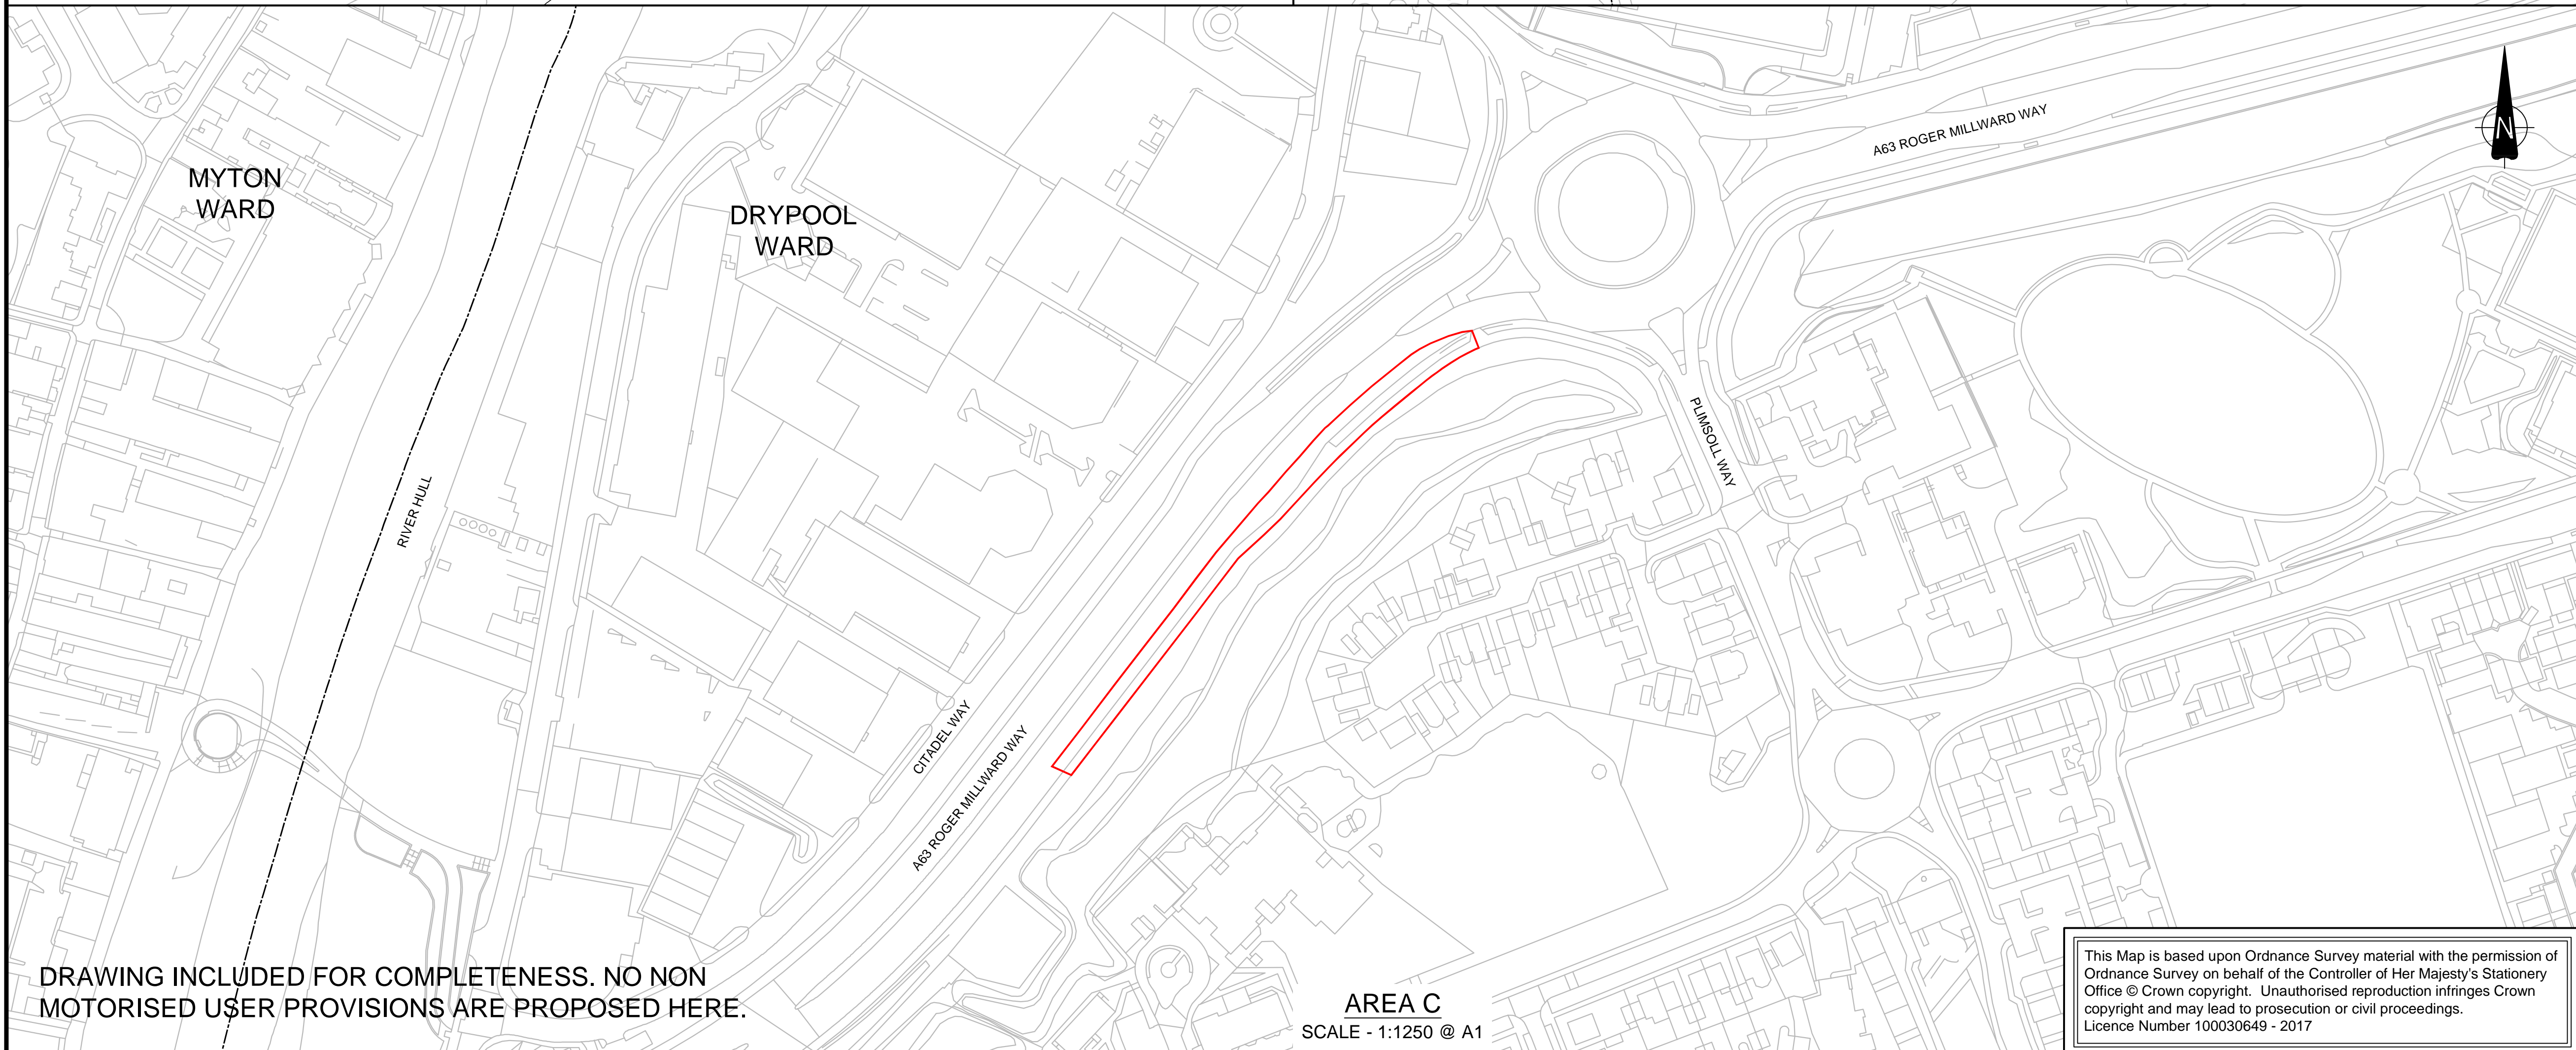 A63 ROGER MILLWARD WAY
N
MYTON
WARD
DRYPOOL
WARD
PLIMSOLL WAY
RIVER HULL
CITADEL WAY
A63 ROGER MILLWARD WAY
DRAWING INCLUDED FOR COMPLETENESS. NO NON
MOTORISED USER PROVISIONS ARE PROPOSED HERE.
AREA C
SCALE - 1:1250 @ A1
This Map is based upon Ordnance Survey material with the permission of
Ordnance Survey on behalf of the Controller of Her Majesty's Stationery
Office © Crown copyright. Unauthorised reproduction infringes Crown
copyright and may lead to prosecution or civil proceedings.
Licence Number 100030649 - 2017